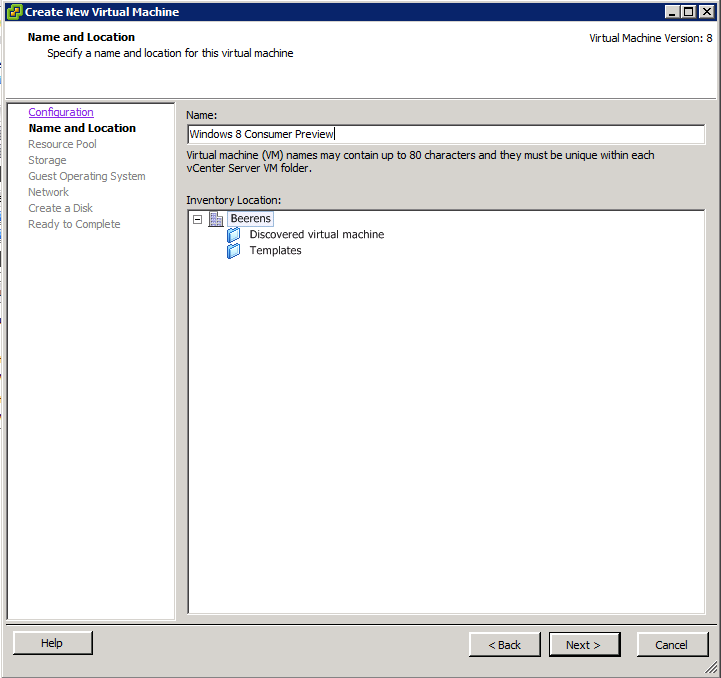 Create New Virtual Machine
Name and Location
Specify a name and location for this virtual machine
Virtual Machine Version: 8
Configuration
Name and Location
Resource Pool
Storage
Guest Operating System
Network
Create a Disk
Ready to Complete
Name:
Windows 8 Consumer Preview
Virtual machine (VM) names may contain up to 80 characters and they must be unique within each
vCenter Server VM folder.
Inventory Location:
Beerens
Discovered virtual machine
Templates
Help
< Back
Next >
Cancel